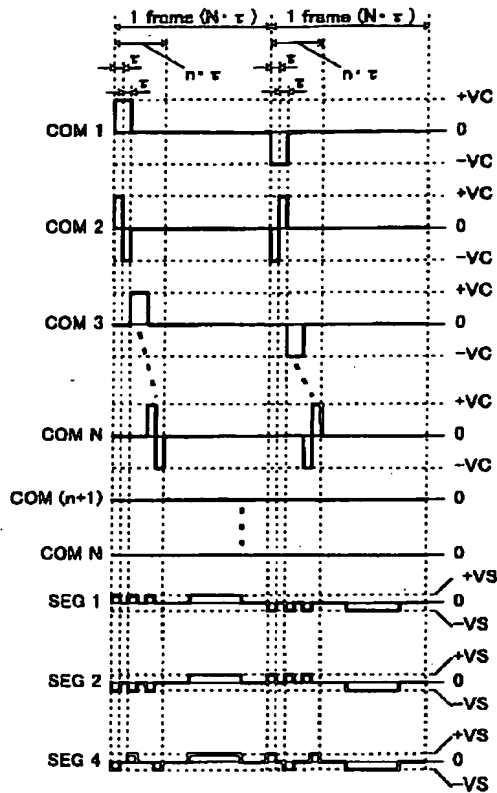 1 frame (N·τ) 1 frame (N·τ)
n·τ n·τ
τ τ
τ τ
COM 1 +VC
0
−VC
COM 2 +VC
0
−VC
COM 3 +VC
0
−VC
COM N +VC
0
−VC
COM (n+1) 0
COM N 0
SEG 1 +VS
0
−VS
SEG 2 +VS
0
−VS
SEG 4 +VS
0
−VS